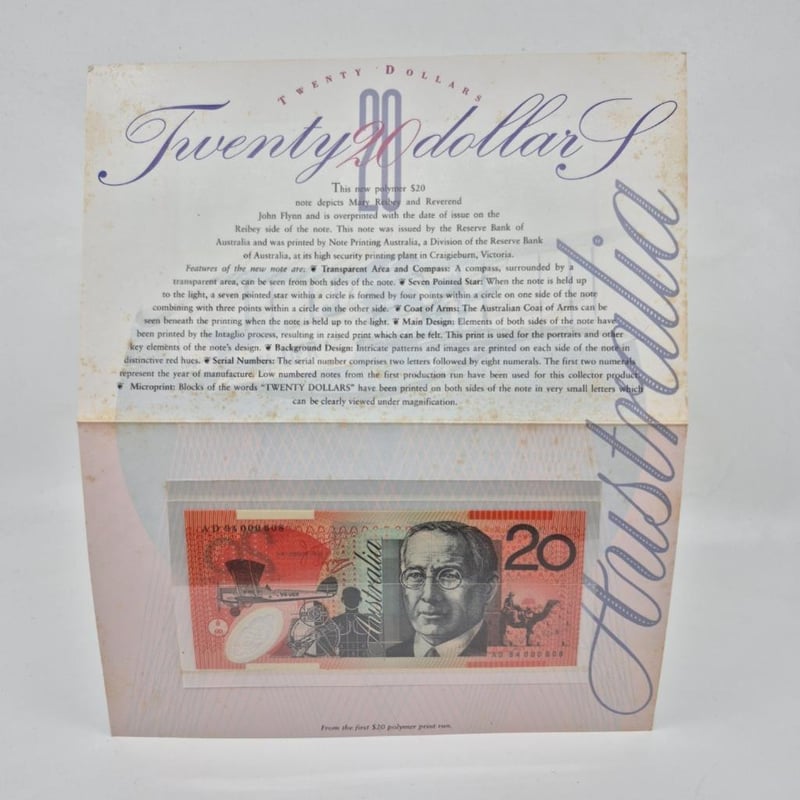 TWENTY DOLLARS
Twenty 20 dollars
20
This new polymer $20
note depicts Mary Reibey and Reverend
John Flynn and is overprinted with the date of issue on the
Reibey side of the note. This note was issued by the Reserve Bank of
Australia and was printed by Note Printing Australia, a Division of the Reserve Bank
of Australia, at its high security printing plant in Craigieburn, Victoria.
Features of the new note are: ❦ Transparent Area and Compass: A compass, surrounded by a
transparent area, can be seen from both sides of the note. ❦ Seven Pointed Star: When the note is held up
to the light, a seven pointed star within a circle is formed by four points within a circle on one side of the note
combining with three points within a circle on the other side. ❦ Coat of Arms: The Australian Coat of Arms can be
seen beneath the printing when the note is held up to the light. ❦ Main Design: Elements of both sides of the note have
been printed by the Intaglio process, resulting in raised print which can be felt. This print is used for the portraits and other
key elements of the note's design. ❦ Background Design: Intricate patterns and images are printed on each side of the note in
distinctive red hues. ❦ Serial Numbers: The serial number comprises two letters followed by eight numerals. The first two numerals
represent the year of manufacture. Low numbered notes from the first production run have been used for this collector product.
❦ Microprint: Blocks of the words "TWENTY DOLLARS" have been printed on both sides of the note in very small letters which
can be clearly viewed under magnification.
Australia
AD 94 000 608
20
Australia
AD 94 000 608
From the first $20 polymer print run.